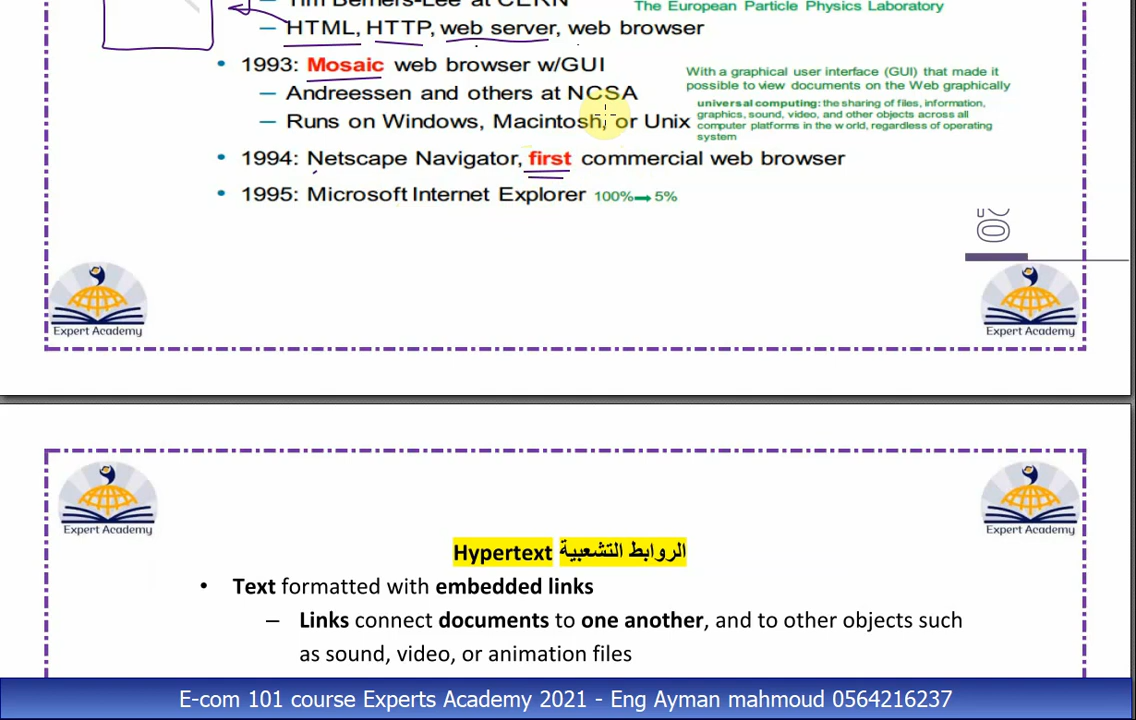 Tim Berners-Lee at CERN
The European Particle Physics Laboratory
– HTML, HTTP, web server, web browser
• 1993: Mosaic web browser w/GUI
– Andreessen and others at NCSA
– Runs on Windows, Macintosh, or Unix
With a graphical user interface (GUI) that made it
possible to view documents on the Web graphically
universal computing: the sharing of files, information,
graphics, sound, video, and other objects across all
computer platforms in the world, regardless of operating
system
• 1994: Netscape Navigator, first commercial web browser
• 1995: Microsoft Internet Explorer 100%➞5%
20
Expert Academy
Expert Academy
Expert Academy
Expert Academy
Hypertext الروابط التشعبية
• Text formatted with embedded links
– Links connect documents to one another, and to other objects such
as sound, video, or animation files
E-com 101 course Experts Academy 2021 - Eng Ayman mahmoud 0564216237